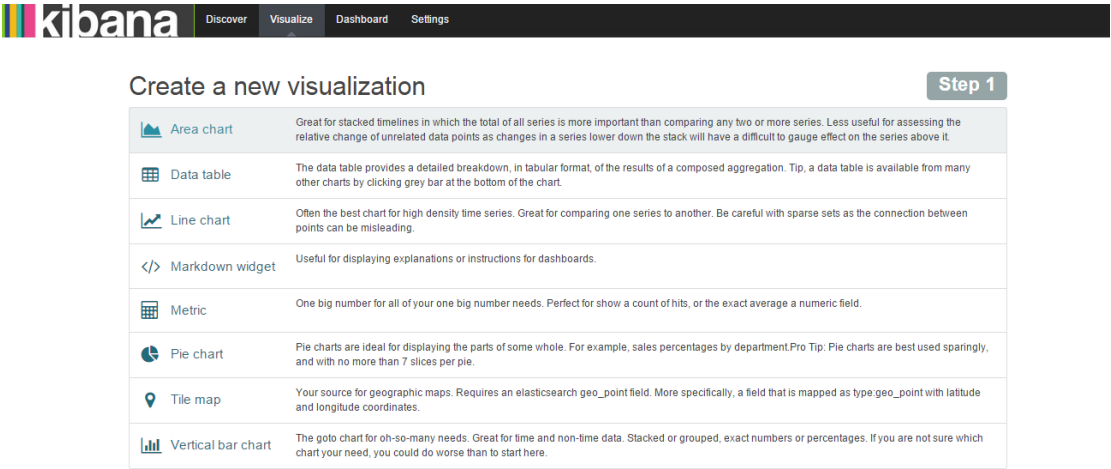 kibana Discover Visualize Dashboard Settings
Create a new visualization Step 1
Area chart
Great for stacked timelines in which the total of all series is more important than comparing any two or more series. Less useful for assessing the
relative change of unrelated data points as changes in a series lower down the stack will have a difficult to gauge effect on the series above it.
Data table
The data table provides a detailed breakdown, in tabular format, of the results of a composed aggregation. Tip, a data table is available from many
other charts by clicking grey bar at the bottom of the chart.
Line chart
Often the best chart for high density time series. Great for comparing one series to another. Be careful with sparse sets as the connection between
points can be misleading.
Markdown widget
Useful for displaying explanations or instructions for dashboards.
Metric
One big number for all of your one big number needs. Perfect for show a count of hits, or the exact average a numeric field.
Pie chart
Pie charts are ideal for displaying the parts of some whole. For example, sales percentages by department.Pro Tip: Pie charts are best used sparingly,
and with no more than 7 slices per pie.
Tile map
Your source for geographic maps. Requires an elasticsearch geo_point field. More specifically, a field that is mapped as type:geo_point with latitude
and longitude coordinates.
Vertical bar chart
The goto chart for oh-so-many needs. Great for time and non-time data. Stacked or grouped, exact numbers or percentages. If you are not sure which
chart your need, you could do worse than to start here.